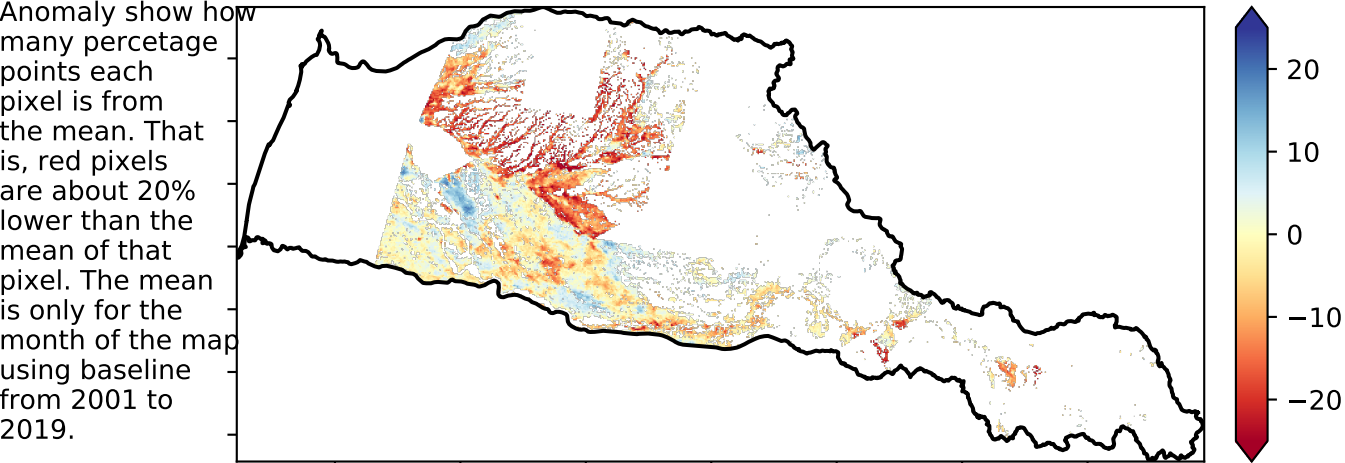 Anomaly show how
many percetage
points each
pixel is from
the mean. That
is, red pixels
are about 20%
lower than the
mean of that
pixel. The mean
is only for the
month of the map
using baseline
from 2001 to
2019.
20
10
0
−10
−20